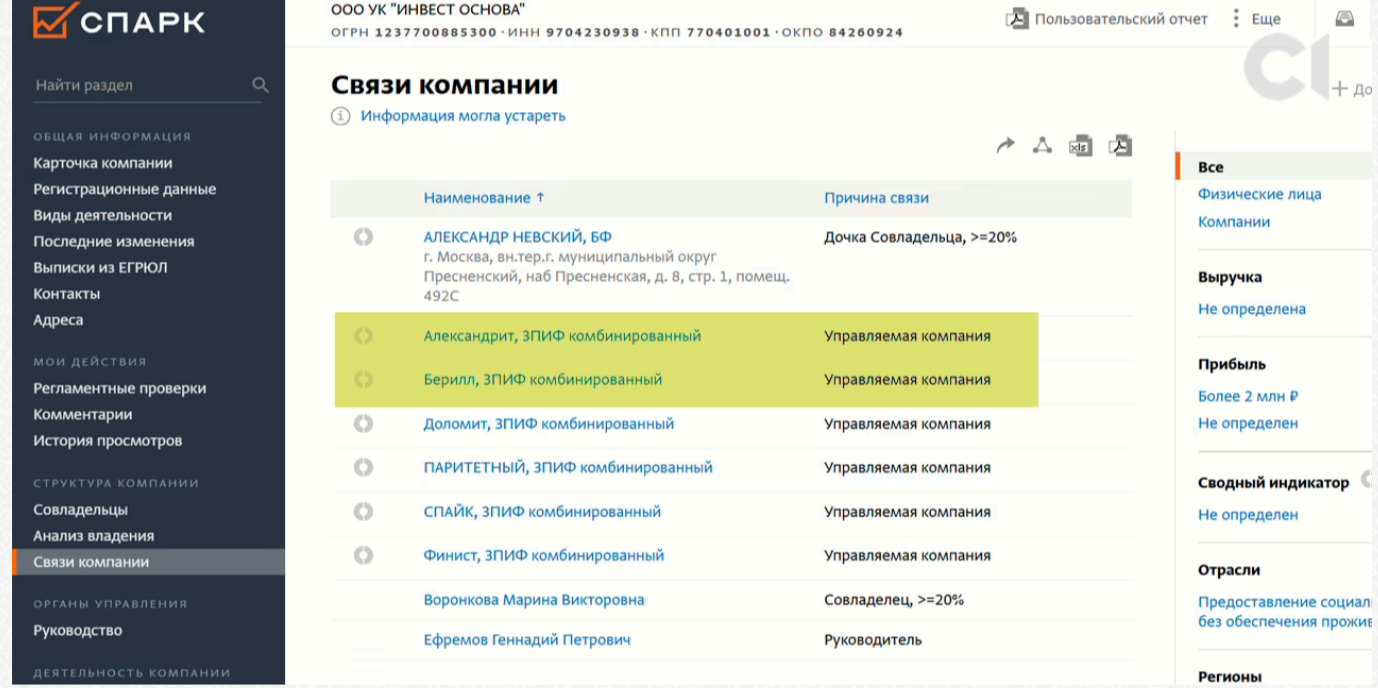 СПАРК
ООО УК "ИНВЕСТ ОСНОВА"
ОГРН 1237700885300 · ИНН 9704230938 · КПП 770401001 · ОКПО 84260924
Пользовательский отчет
Еще
Найти раздел
ОБЩАЯ ИНФОРМАЦИЯ
Карточка компании
Регистрационные данные
Виды деятельности
Последние изменения
Выписки из ЕГРЮЛ
Контакты
Адреса
МОИ ДЕЙСТВИЯ
Регламентные проверки
Комментарии
История просмотров
СТРУКТУРА КОМПАНИИ
Совладельцы
Анализ владения
Связи компании
ОРГАНЫ УПРАВЛЕНИЯ
Руководство
ДЕЯТЕЛЬНОСТЬ КОМПАНИИ
Связи компании
Информация могла устареть
xls
Наименование ↑ Причина связи
АЛЕКСАНДР НЕВСКИЙ, БФ Дочка Совладельца, >=20%
г. Москва, вн.тер.г. муниципальный округ
Пресненский, наб Пресненская, д. 8, стр. 1, помещ.
492С
Александрит, ЗПИФ комбинированный Управляемая компания
Берилл, ЗПИФ комбинированный Управляемая компания
Доломит, ЗПИФ комбинированный Управляемая компания
ПАРИТЕТНЫЙ, ЗПИФ комбинированный Управляемая компания
СПАЙК, ЗПИФ комбинированный Управляемая компания
Финист, ЗПИФ комбинированный Управляемая компания
Воронкова Марина Викторовна Совладелец, >=20%
Ефремов Геннадий Петрович Руководитель
+ До
Все
Физические лица
Компании
Выручка
Не определена
Прибыль
Более 2 млн ₽
Не определен
Сводный индикатор
Не определен
Отрасли
Предоставление социал
без обеспечения прожив
Регионы